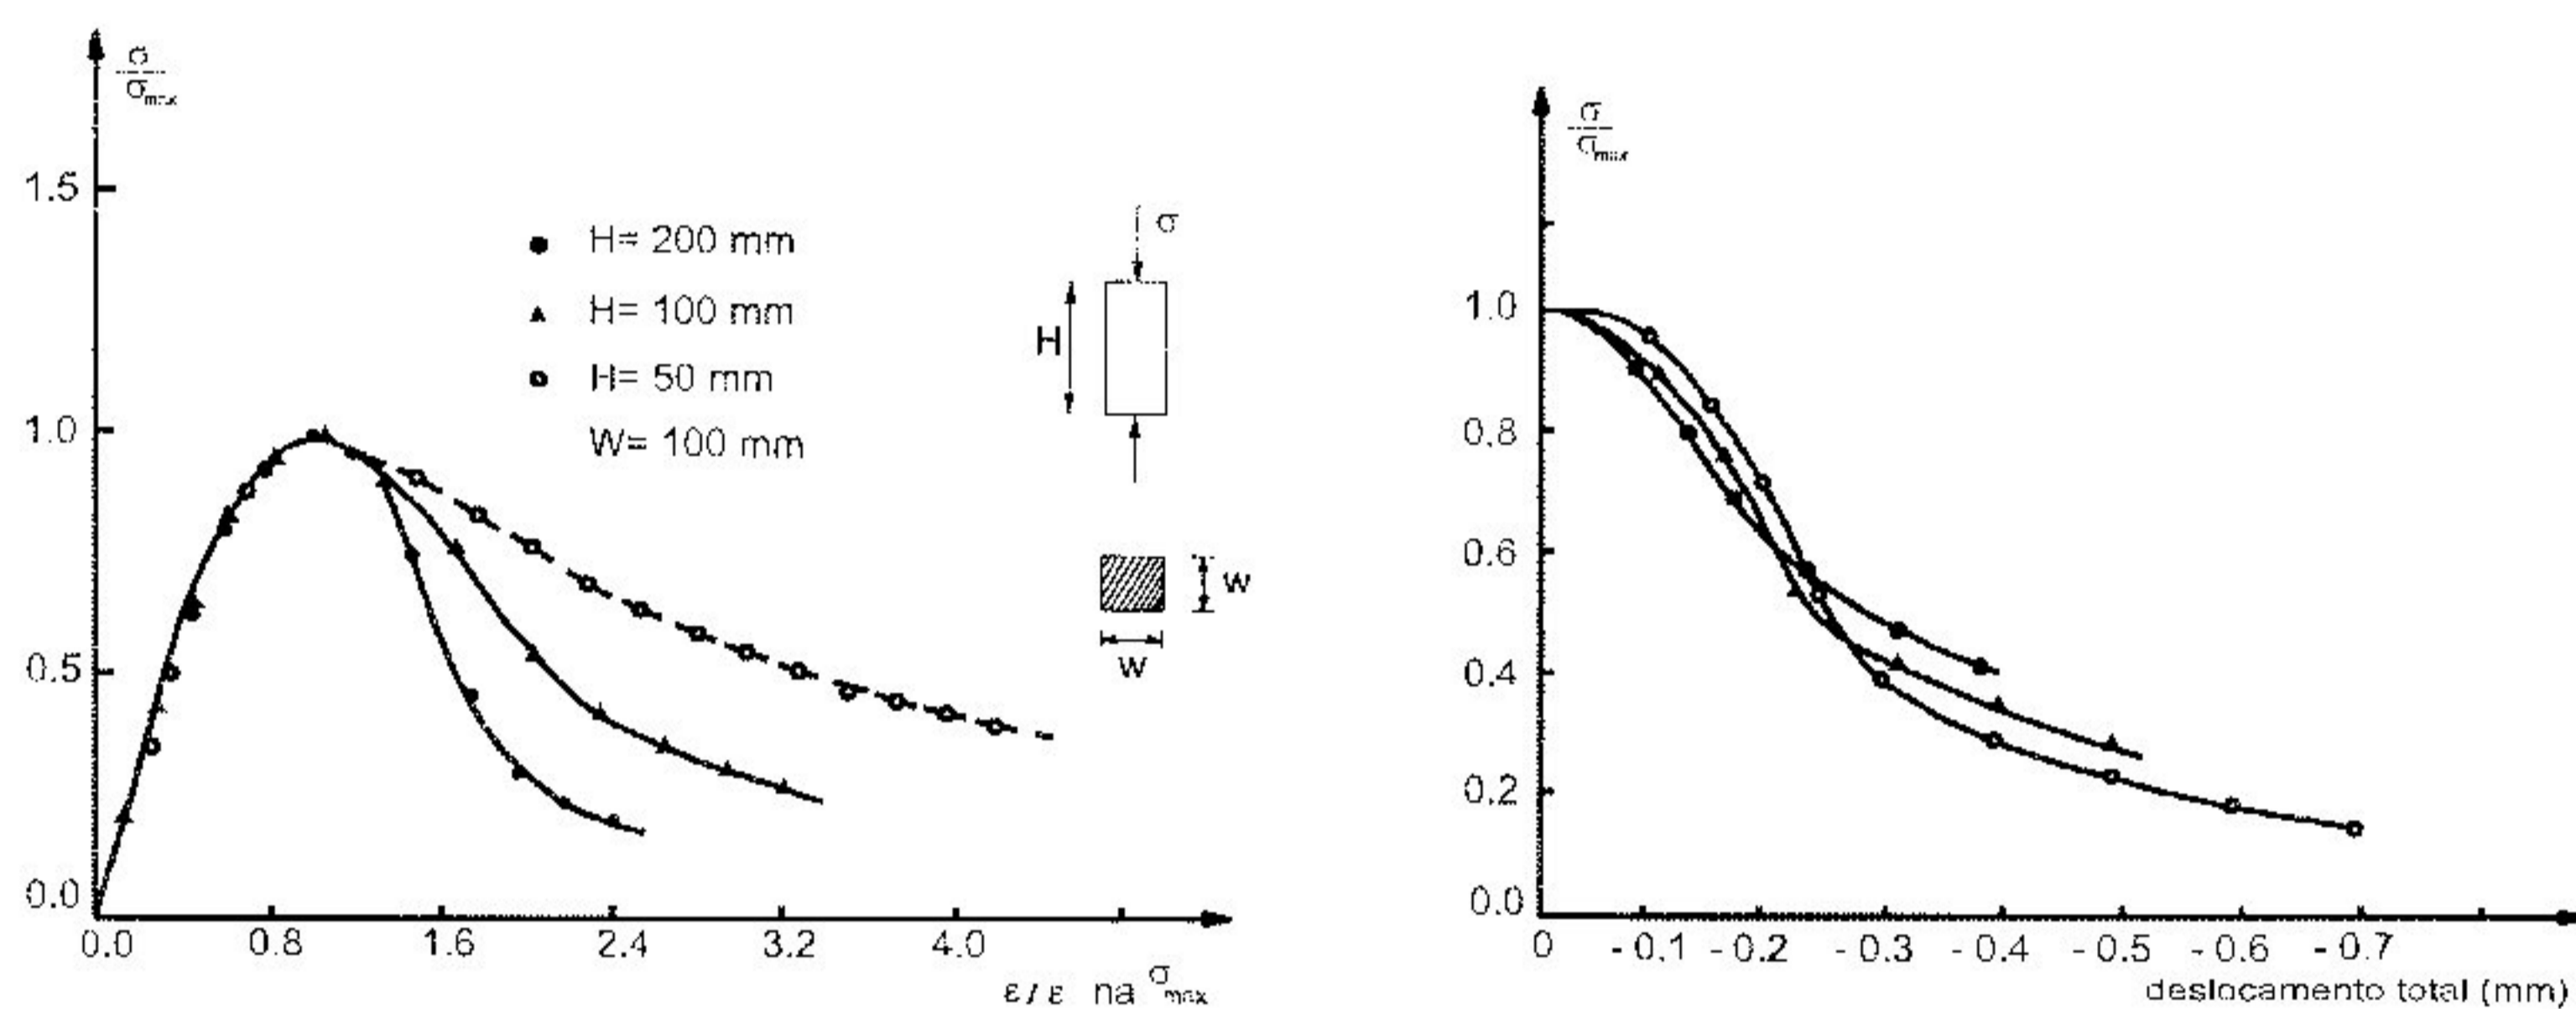 σ
σmax
1.5
1.0
0.5
0.0
H= 200 mm
H= 100 mm
H= 50 mm
W= 100 mm
σ
H
W
W
0.0 0.8 1.6 2.4 3.2 4.0
ε/ε na σmax
σ
σmax
1.0
0.8
0.6
0.4
0.2
0.0
0 -0.1 -0.2 -0.3 -0.4 -0.5 -0.6 -0.7
deslocamento total (mm)